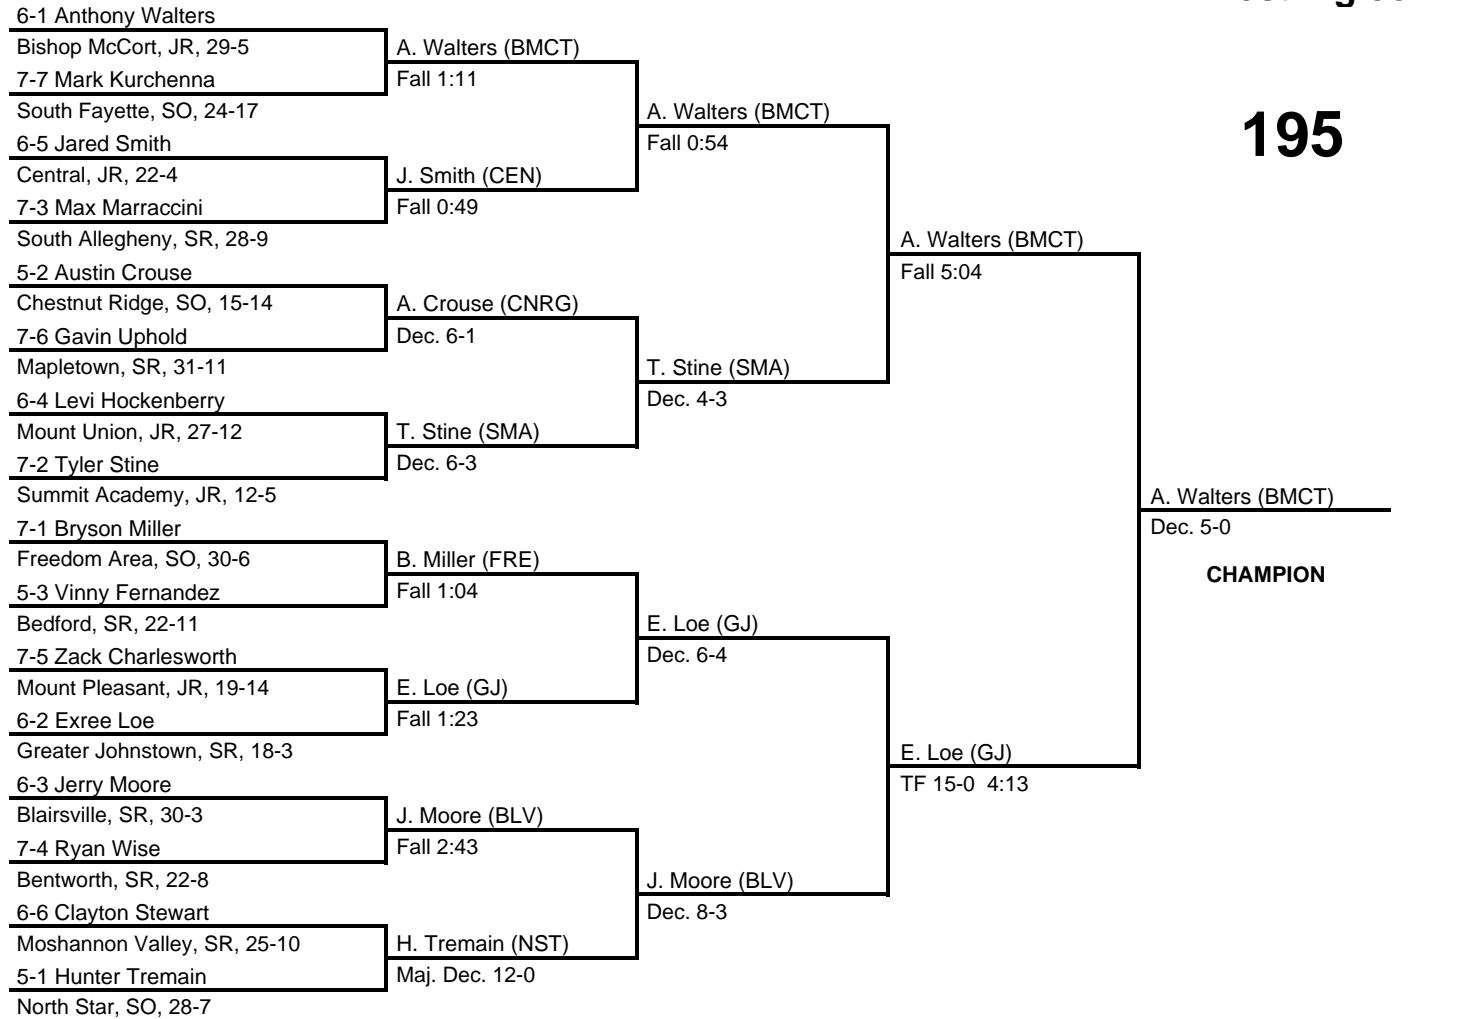 6-1 Anthony Walters
Bishop McCort, JR, 29-5
7-7 Mark Kurchenna
South Fayette, SO, 24-17
6-5 Jared Smith
Central, JR, 22-4
7-3 Max Marraccini
South Allegheny, SR, 28-9
5-2 Austin Crouse
Chestnut Ridge, SO, 15-14
7-6 Gavin Uphold
Mapletown, SR, 31-11
6-4 Levi Hockenberry
Mount Union, JR, 27-12
7-2 Tyler Stine
Summit Academy, JR, 12-5
7-1 Bryson Miller
Freedom Area, SO, 30-6
5-3 Vinny Fernandez
Bedford, SR, 22-11
7-5 Zack Charlesworth
Mount Pleasant, JR, 19-14
6-2 Exree Loe
Greater Johnstown, SR, 18-3
6-3 Jerry Moore
Blairsville, SR, 30-3
7-4 Ryan Wise
Bentworth, SR, 22-8
6-6 Clayton Stewart
Moshannon Valley, SR, 25-10
5-1 Hunter Tremain
North Star, SO, 28-7
A. Walters (BMCT)
Fall 1:11
J. Smith (CEN)
Fall 0:49
A. Crouse (CNRG)
Dec. 6-1
T. Stine (SMA)
Dec. 6-3
B. Miller (FRE)
Fall 1:04
E. Loe (GJ)
Fall 1:23
J. Moore (BLV)
Fall 2:43
H. Tremain (NST)
Maj. Dec. 12-0
A. Walters (BMCT)
Fall 0:54
T. Stine (SMA)
Dec. 4-3
E. Loe (GJ)
Dec. 6-4
J. Moore (BLV)
Dec. 8-3
A. Walters (BMCT)
Fall 5:04
E. Loe (GJ)
TF 15-0 4:13
195
A. Walters (BMCT)
Dec. 5-0
CHAMPION